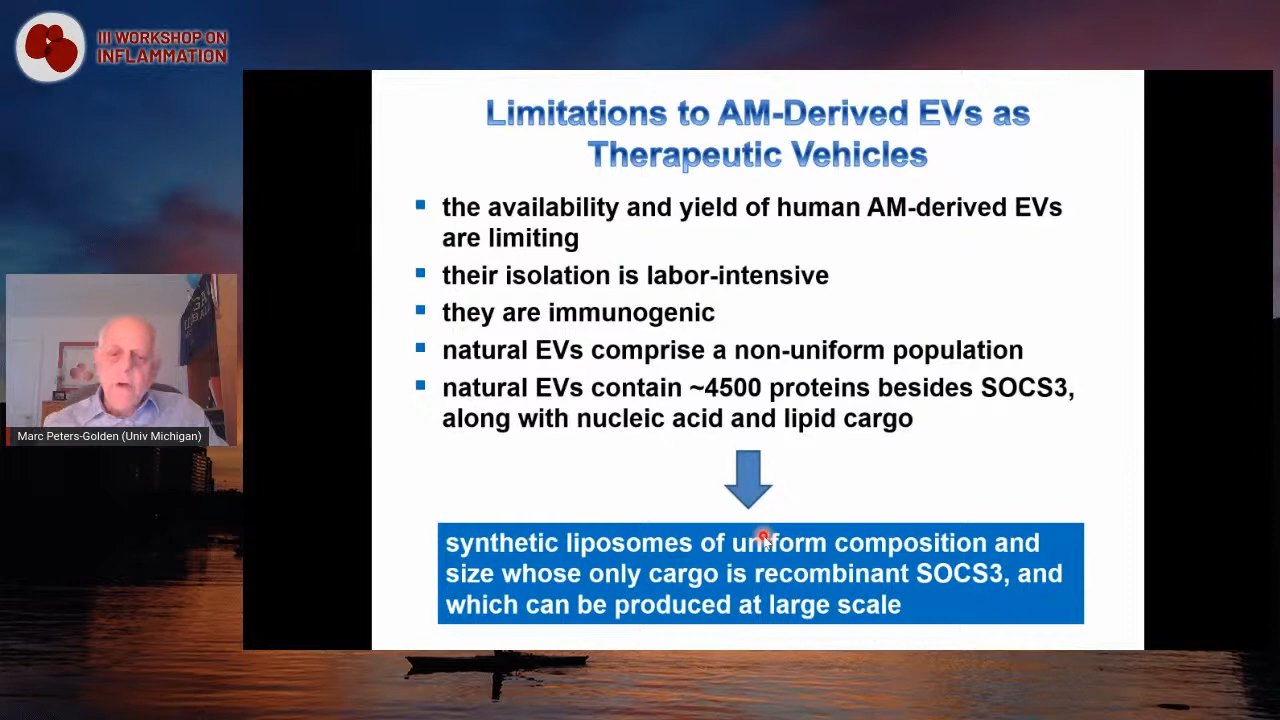 III WORKSHOP ON
INFLAMMATION
Limitations to AM-Derived EVs as
Therapeutic Vehicles
the availability and yield of human AM-derived EVs
are limiting
their isolation is labor-intensive
they are immunogenic
natural EVs comprise a non-uniform population
natural EVs contain ~4500 proteins besides SOCS3,
along with nucleic acid and lipid cargo
synthetic liposomes of uniform composition and
size whose only cargo is recombinant SOCS3, and
which can be produced at large scale
Marc Peters-Golden (Univ Michigan)